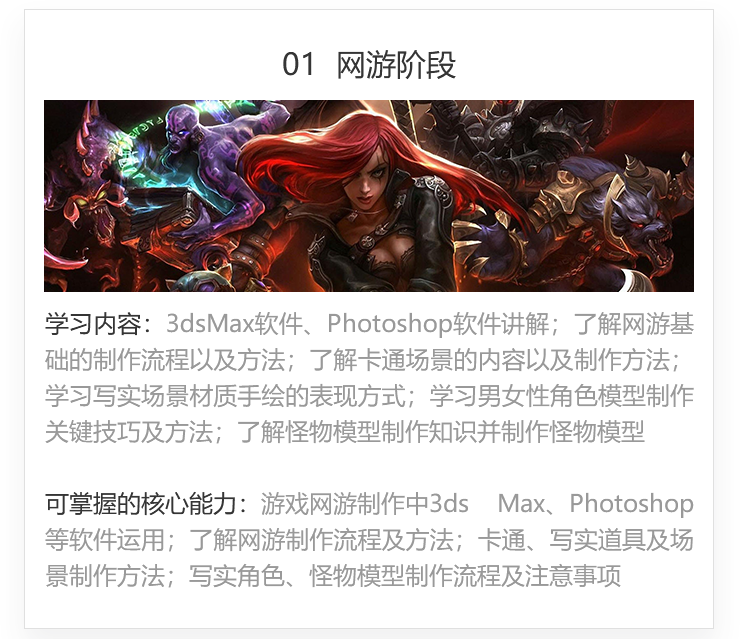 01 网游阶段
学习内容：3dsMax软件、Photoshop软件讲解；了解网游基
础的制作流程以及方法；了解卡通场景的内容以及制作方法；
学习写实场景材质手绘的表现方式；学习男女性角色模型制作
关键技巧及方法；了解怪物模型制作知识并制作怪物模型
可掌握的核心能力：游戏网游制作中3ds Max、Photoshop
等软件运用；了解网游制作流程及方法；卡通、写实道具及场
景制作方法；写实角色、怪物模型制作流程及注意事项